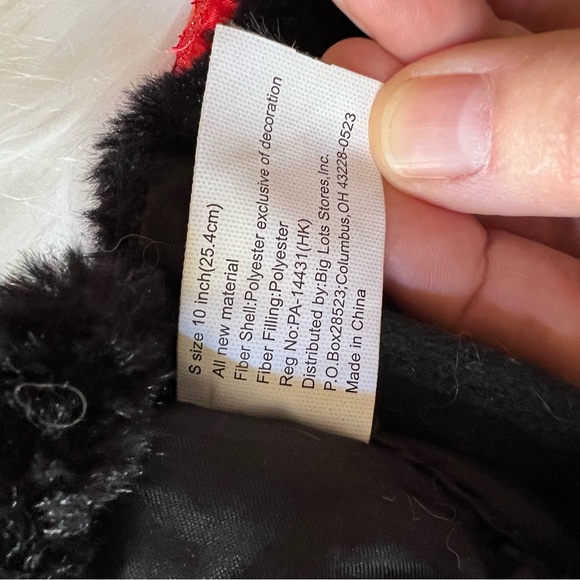 S size 10 inch(25.4cm)
All new material
Fiber Shell:Polyester exclusive of decoration
Fiber Filling:Polyester
Reg No:PA-14431(HK)
Distributed by:Big Lots Stores,Inc.
P.O.Box28523;Columbus,OH 43228-0523
Made in China